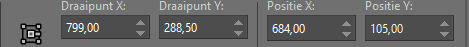 Draaipunt X: Draaipunt Y: Positie X: Positie Y:
799,00 288,50 684,00 105,00